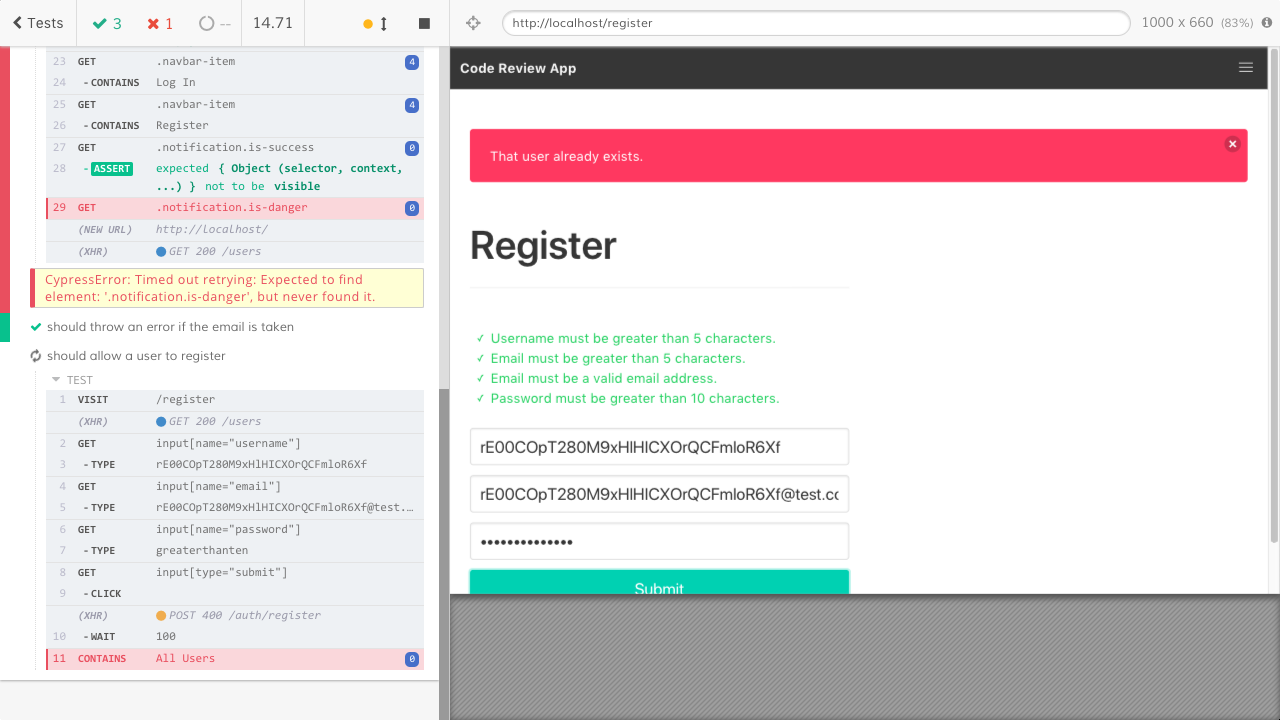 Tests
3
1
--
14.71
http://localhost/register
1000 x 660 (83%)
23 GET .navbar-item 4
24 - CONTAINS Log In
25 GET .navbar-item 4
26 - CONTAINS Register
27 GET .notification.is-success 0
28 - ASSERT expected { Object (selector, context,
...) } not to be visible
29 GET .notification.is-danger 0
(NEW URL) http://localhost/
(XHR) GET 200 /users
CypressError: Timed out retrying: Expected to find
element: '.notification.is-danger', but never found it.
should throw an error if the email is taken
should allow a user to register
TEST
1 VISIT /register
(XHR) GET 200 /users
2 GET input[name="username"]
3 - TYPE rE00COpT280M9xHlHICXOrQCFmloR6Xf
4 GET input[name="email"]
5 - TYPE rE00COpT280M9xHlHICXOrQCFmloR6Xf@test.…
6 GET input[name="password"]
7 - TYPE greaterthanten
8 GET input[type="submit"]
9 - CLICK
(XHR) POST 400 /auth/register
10 - WAIT 100
11 CONTAINS All Users 0
Code Review App
That user already exists.
Register
✓ Username must be greater than 5 characters.
✓ Email must be greater than 5 characters.
✓ Email must be a valid email address.
✓ Password must be greater than 10 characters.
rE00COpT280M9xHlHICXOrQCFmloR6Xf
rE00COpT280M9xHlHICXOrQCFmloR6Xf@test.co
••••••••••••••
Submit